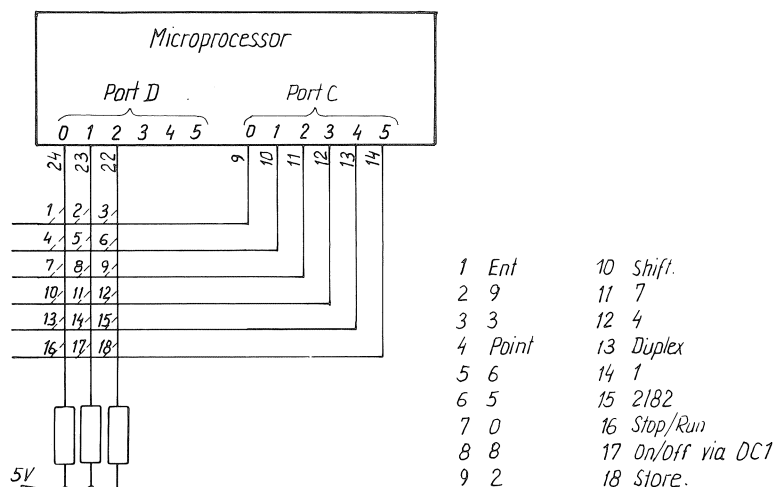 Microprocessor
Port D Port C
0 1 2 3 4 5 0 1 2 3 4 5
24 23 22 9 10 11 12 13 14
1 2 3
4 5 6
7 8 9
10 11 12
13 14 15
16 17 18
5V
1 Ent 10 Shift.
2 9 11 7
3 3 12 4
4 Point 13 Duplex
5 6 14 1
6 5 15 2182
7 0 16 Stop/Run
8 8 17 On/Off via DC1
9 2 18 Store.